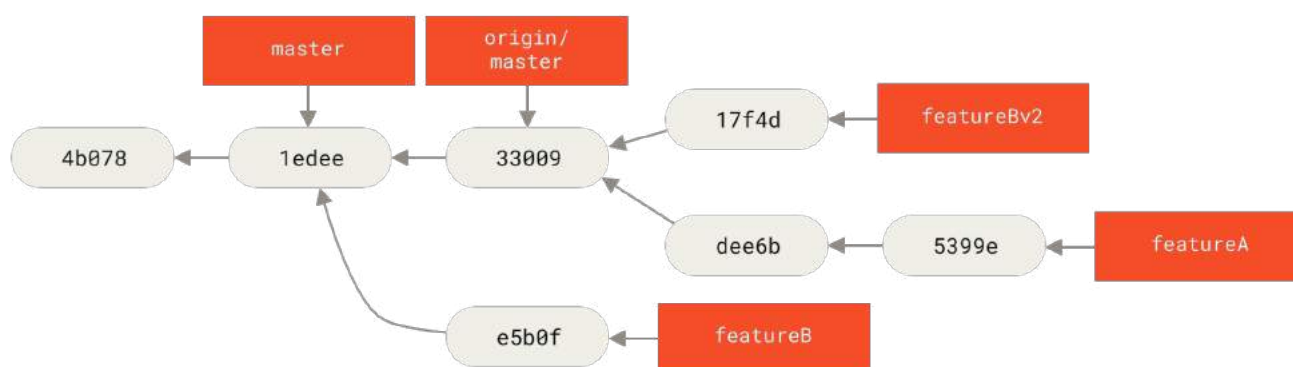 master
origin/
master
17f4d
featureBv2
4b078
1edee
33009
dee6b
5399e
featureA
e5b0f
featureB